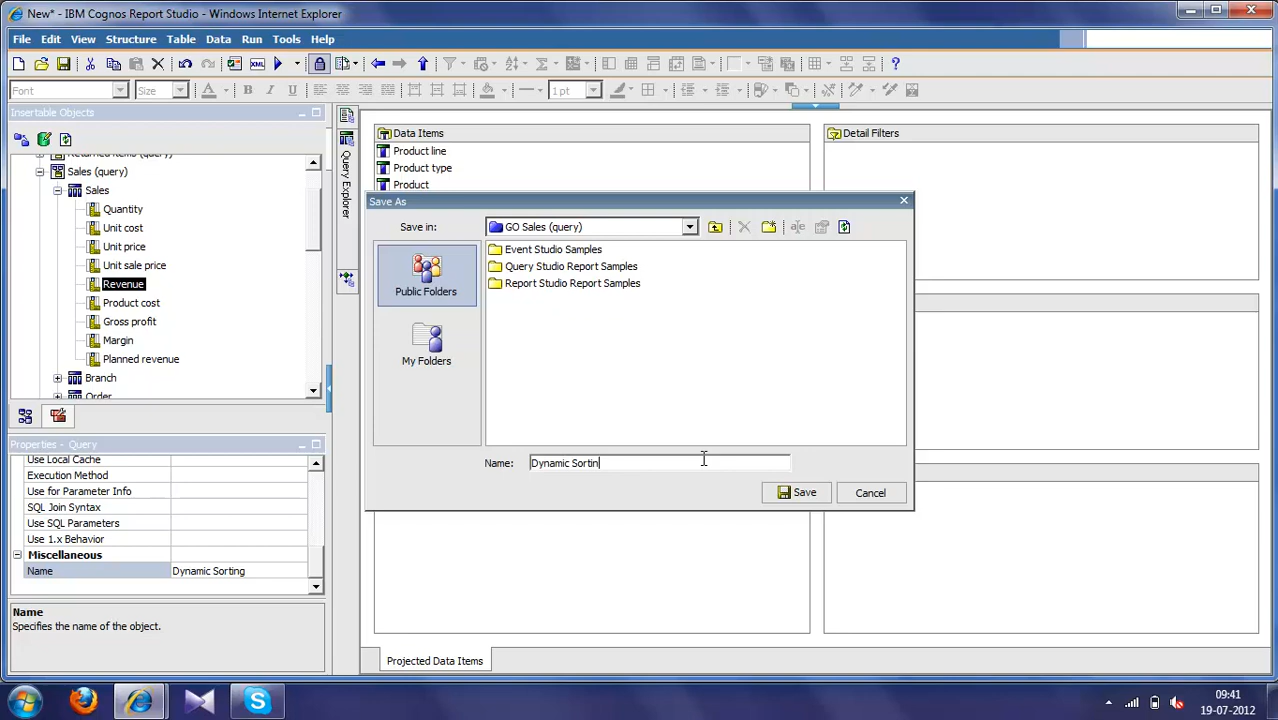 New* - IBM Cognos Report Studio - Windows Internet Explorer
File Edit View Structure Table Data Run Tools Help
Font Size 1 pt
Insertable Objects
Returned Items (query)
Sales (query)
Sales
Quantity
Unit cost
Unit price
Unit sale price
Revenue
Product cost
Gross profit
Margin
Planned revenue
Branch
Order
Properties - Query
Use Local Cache
Execution Method
Use for Parameter Info
SQL Join Syntax
Use SQL Parameters
Use 1.x Behavior
Miscellaneous
Name Dynamic Sorting
Name
Specifies the name of the object.
Query Explorer
Data Items
Product line
Product type
Product
Detail Filters
Save As
Save in: GO Sales (query)
Public Folders
My Folders
Event Studio Samples
Query Studio Report Samples
Report Studio Report Samples
Name: Dynamic Sortin
Save Cancel
Projected Data Items
09:41
19-07-2012